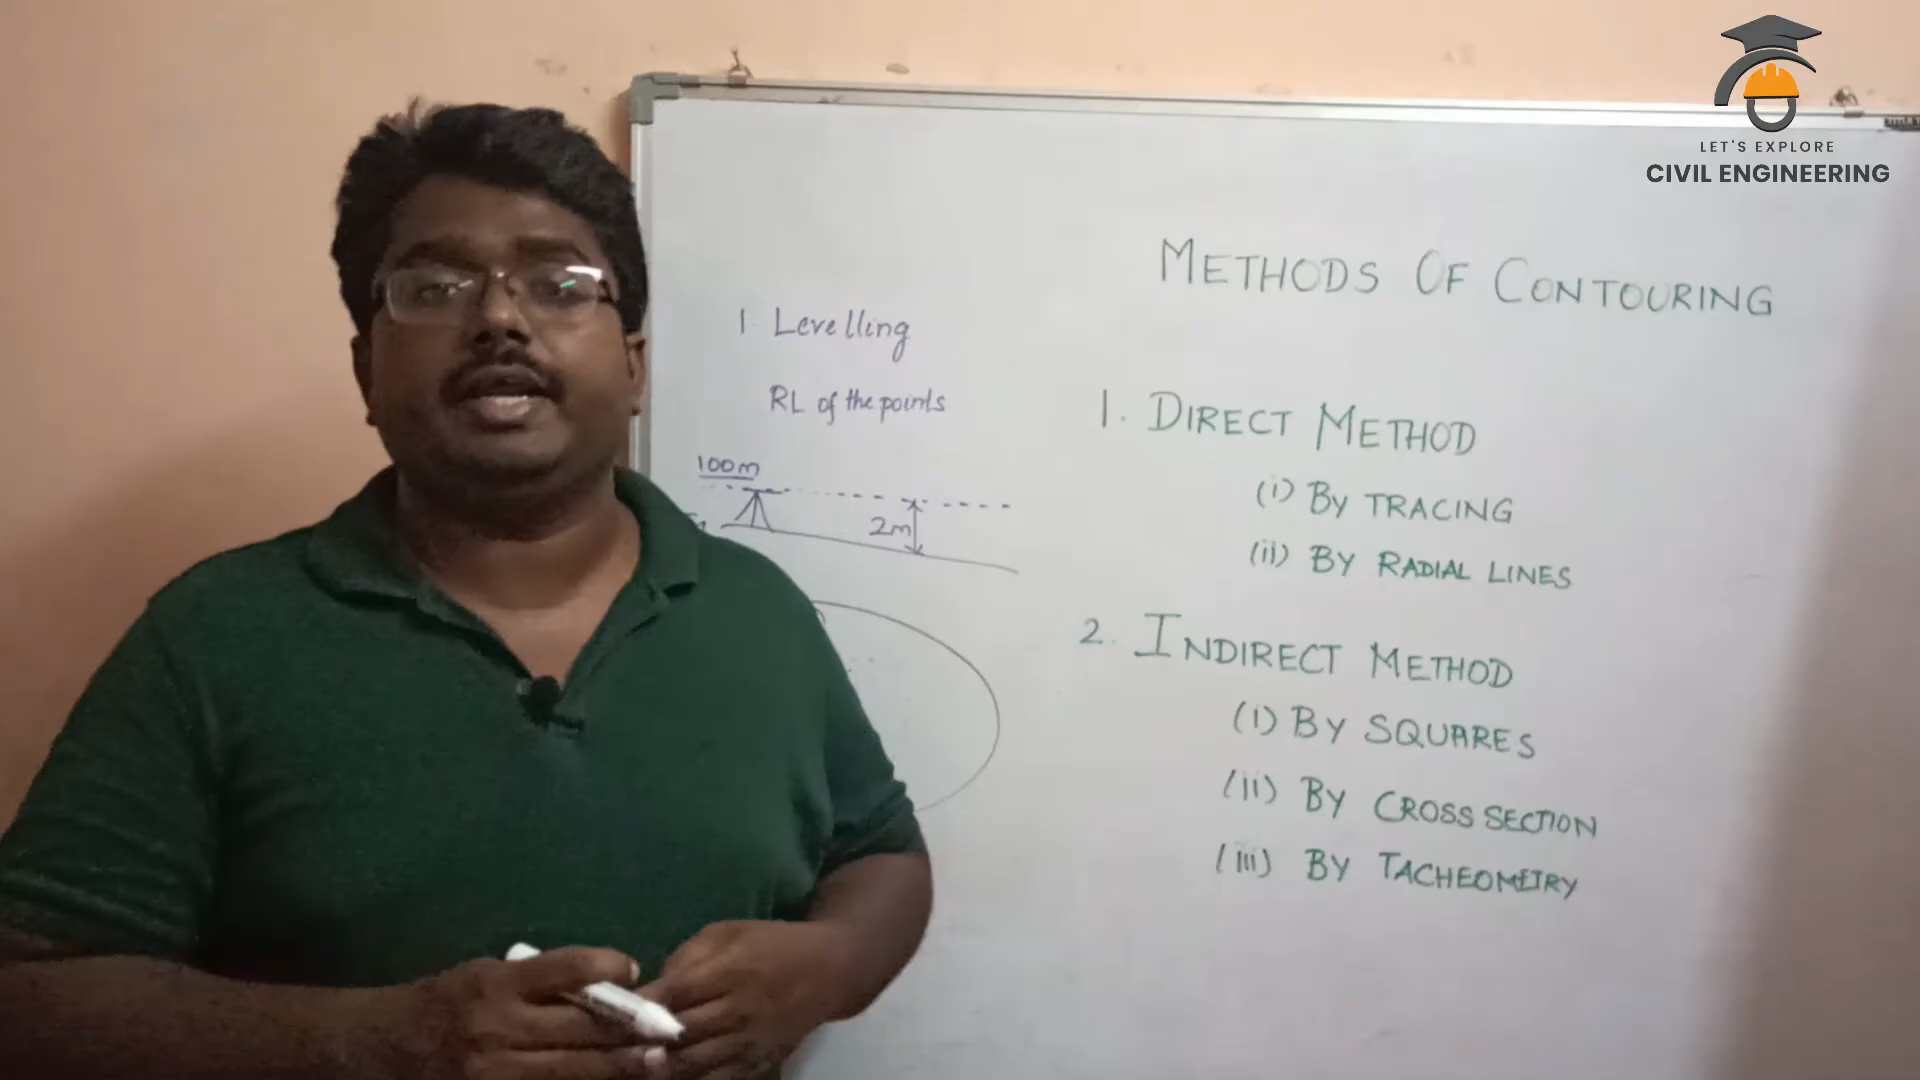 LET'S EXPLORE
CIVIL ENGINEERING
METHODS OF CONTOURING
1. Levelling
RL of the points
100m
2m
1. DIRECT METHOD
(i) By TRACING
(ii) By RADIAL LINES
2. INDIRECT METHOD
(i) By SQUARES
(ii) By CROSS SECTION
(iii) By TACHEOMETRY